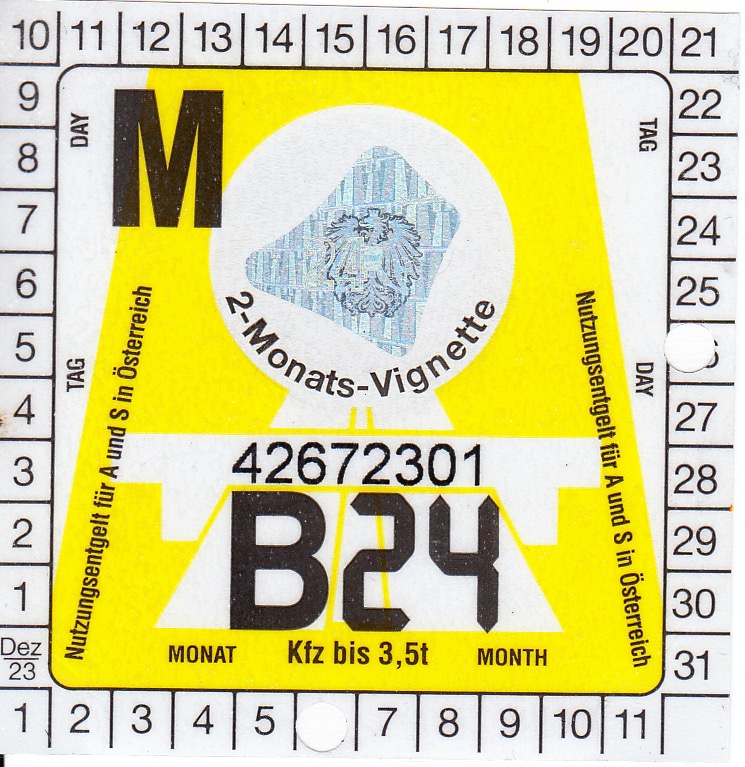 10 11 12 13 14 15 16 17 18 19 20 21
9
8
7
6
5
4
3
2
1
Dez
23
DAY
TAG
M
2-Monats-Vignette
Nutzungsentgelt für A und S in Österreich
42672301
B24
MONAT
Kfz bis 3,5t
MONTH
Nutzungsentgelt für A und S in Österreich
TAG
DAY
22
23
24
25
27
28
29
30
31
1 2 3 4 5 7 8 9 10 11